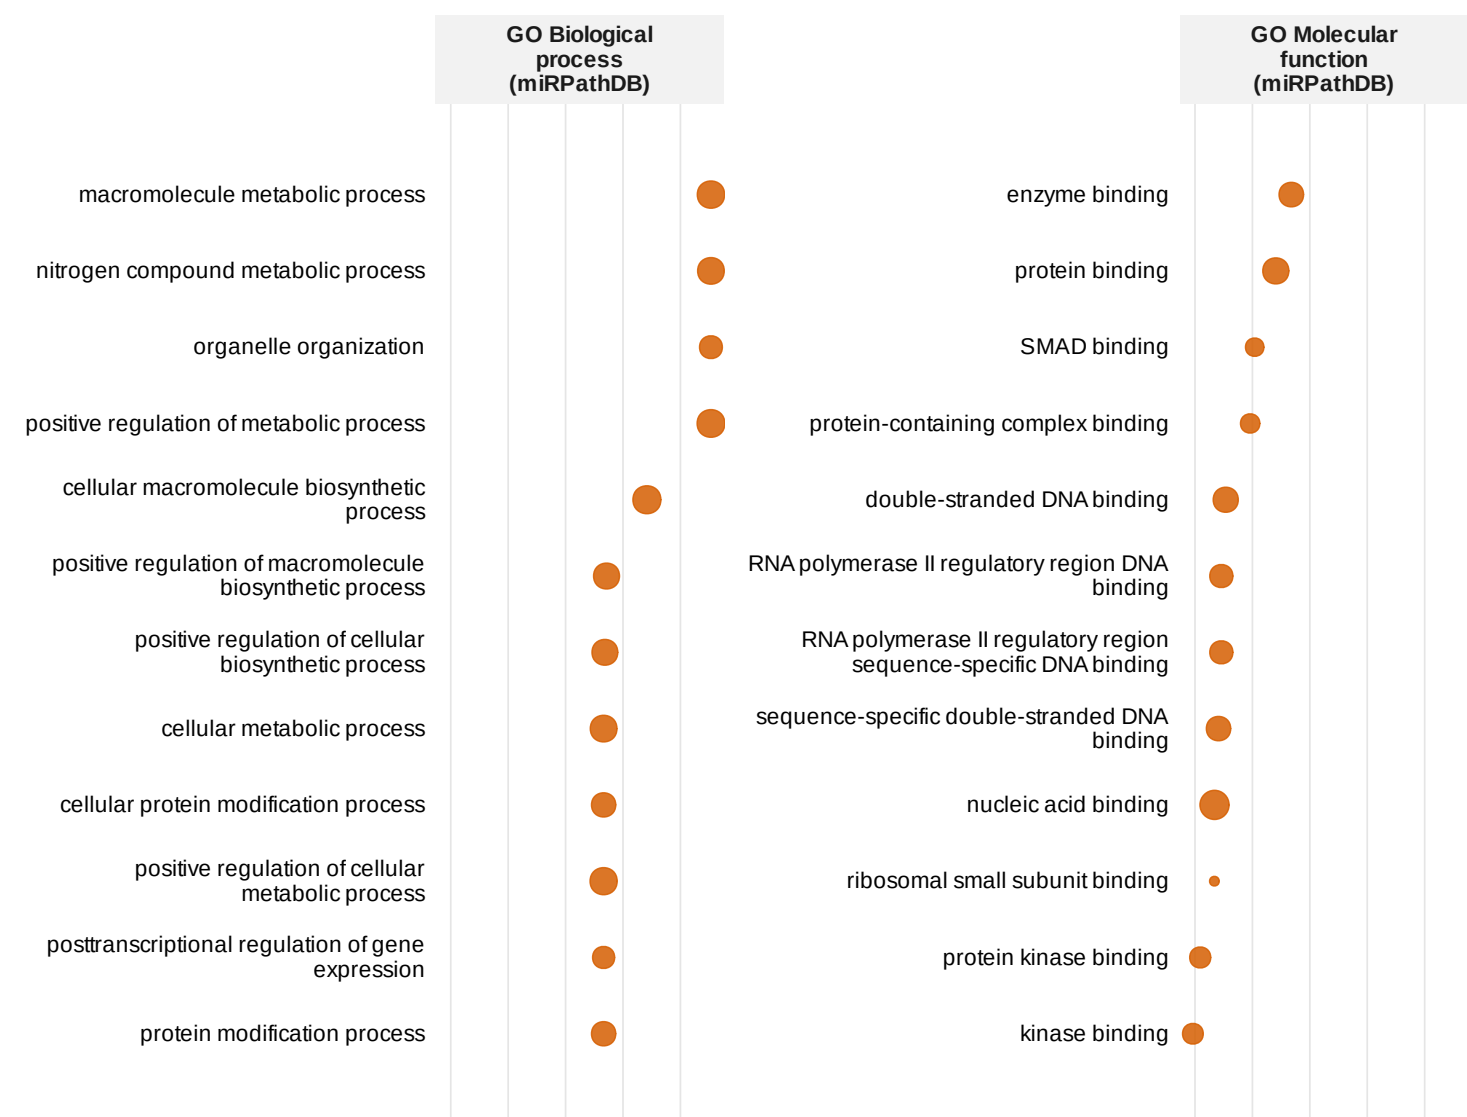 GO Biological
process
(miRPathDB)
macromolecule metabolic process
nitrogen compound metabolic process
organelle organization
positive regulation of metabolic process
cellular macromolecule biosynthetic
process
positive regulation of macromolecule
biosynthetic process
positive regulation of cellular
biosynthetic process
cellular metabolic process
cellular protein modification process
positive regulation of cellular
metabolic process
posttranscriptional regulation of gene
expression
protein modification process
GO Molecular
function
(miRPathDB)
enzyme binding
protein binding
SMAD binding
protein-containing complex binding
double-stranded DNA binding
RNA polymerase II regulatory region DNA
binding
RNA polymerase II regulatory region
sequence-specific DNA binding
sequence-specific double-stranded DNA
binding
nucleic acid binding
ribosomal small subunit binding
protein kinase binding
kinase binding